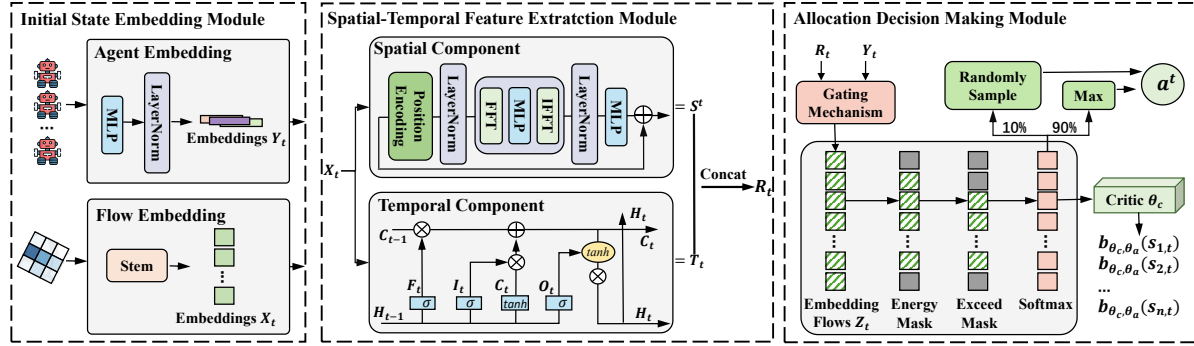 Initial State Embedding Module
Agent Embedding
MLP
LayerNorm
Embeddings Y_t
...
Flow Embedding
Stem
Embeddings X_t
Spatial-Temporal Feature Extratction Module
Spatial Component
Position
Encoding
LayerNorm
FFT
MLP
IFFT
LayerNorm
MLP
= S^t
X_t
Concat
R_t
Temporal Component
C_{t-1}
H_t
C_t
tanh
= T_t
F_t
I_t
C_t
O_t
σ
σ
tanh
σ
H_{t-1}
H_t
Allocation Decision Making Module
R_t
Y_t
Gating
Mechanism
Randomly
Sample
Max
a^t
10%
90%
Critic θ_c
b_{θ_c,θ_a}(s_{1,t})
b_{θ_c,θ_a}(s_{2,t})
...
b_{θ_c,θ_a}(s_{n,t})
Embedding
Flows Z_t
Energy
Mask
Exceed
Mask
Softmax